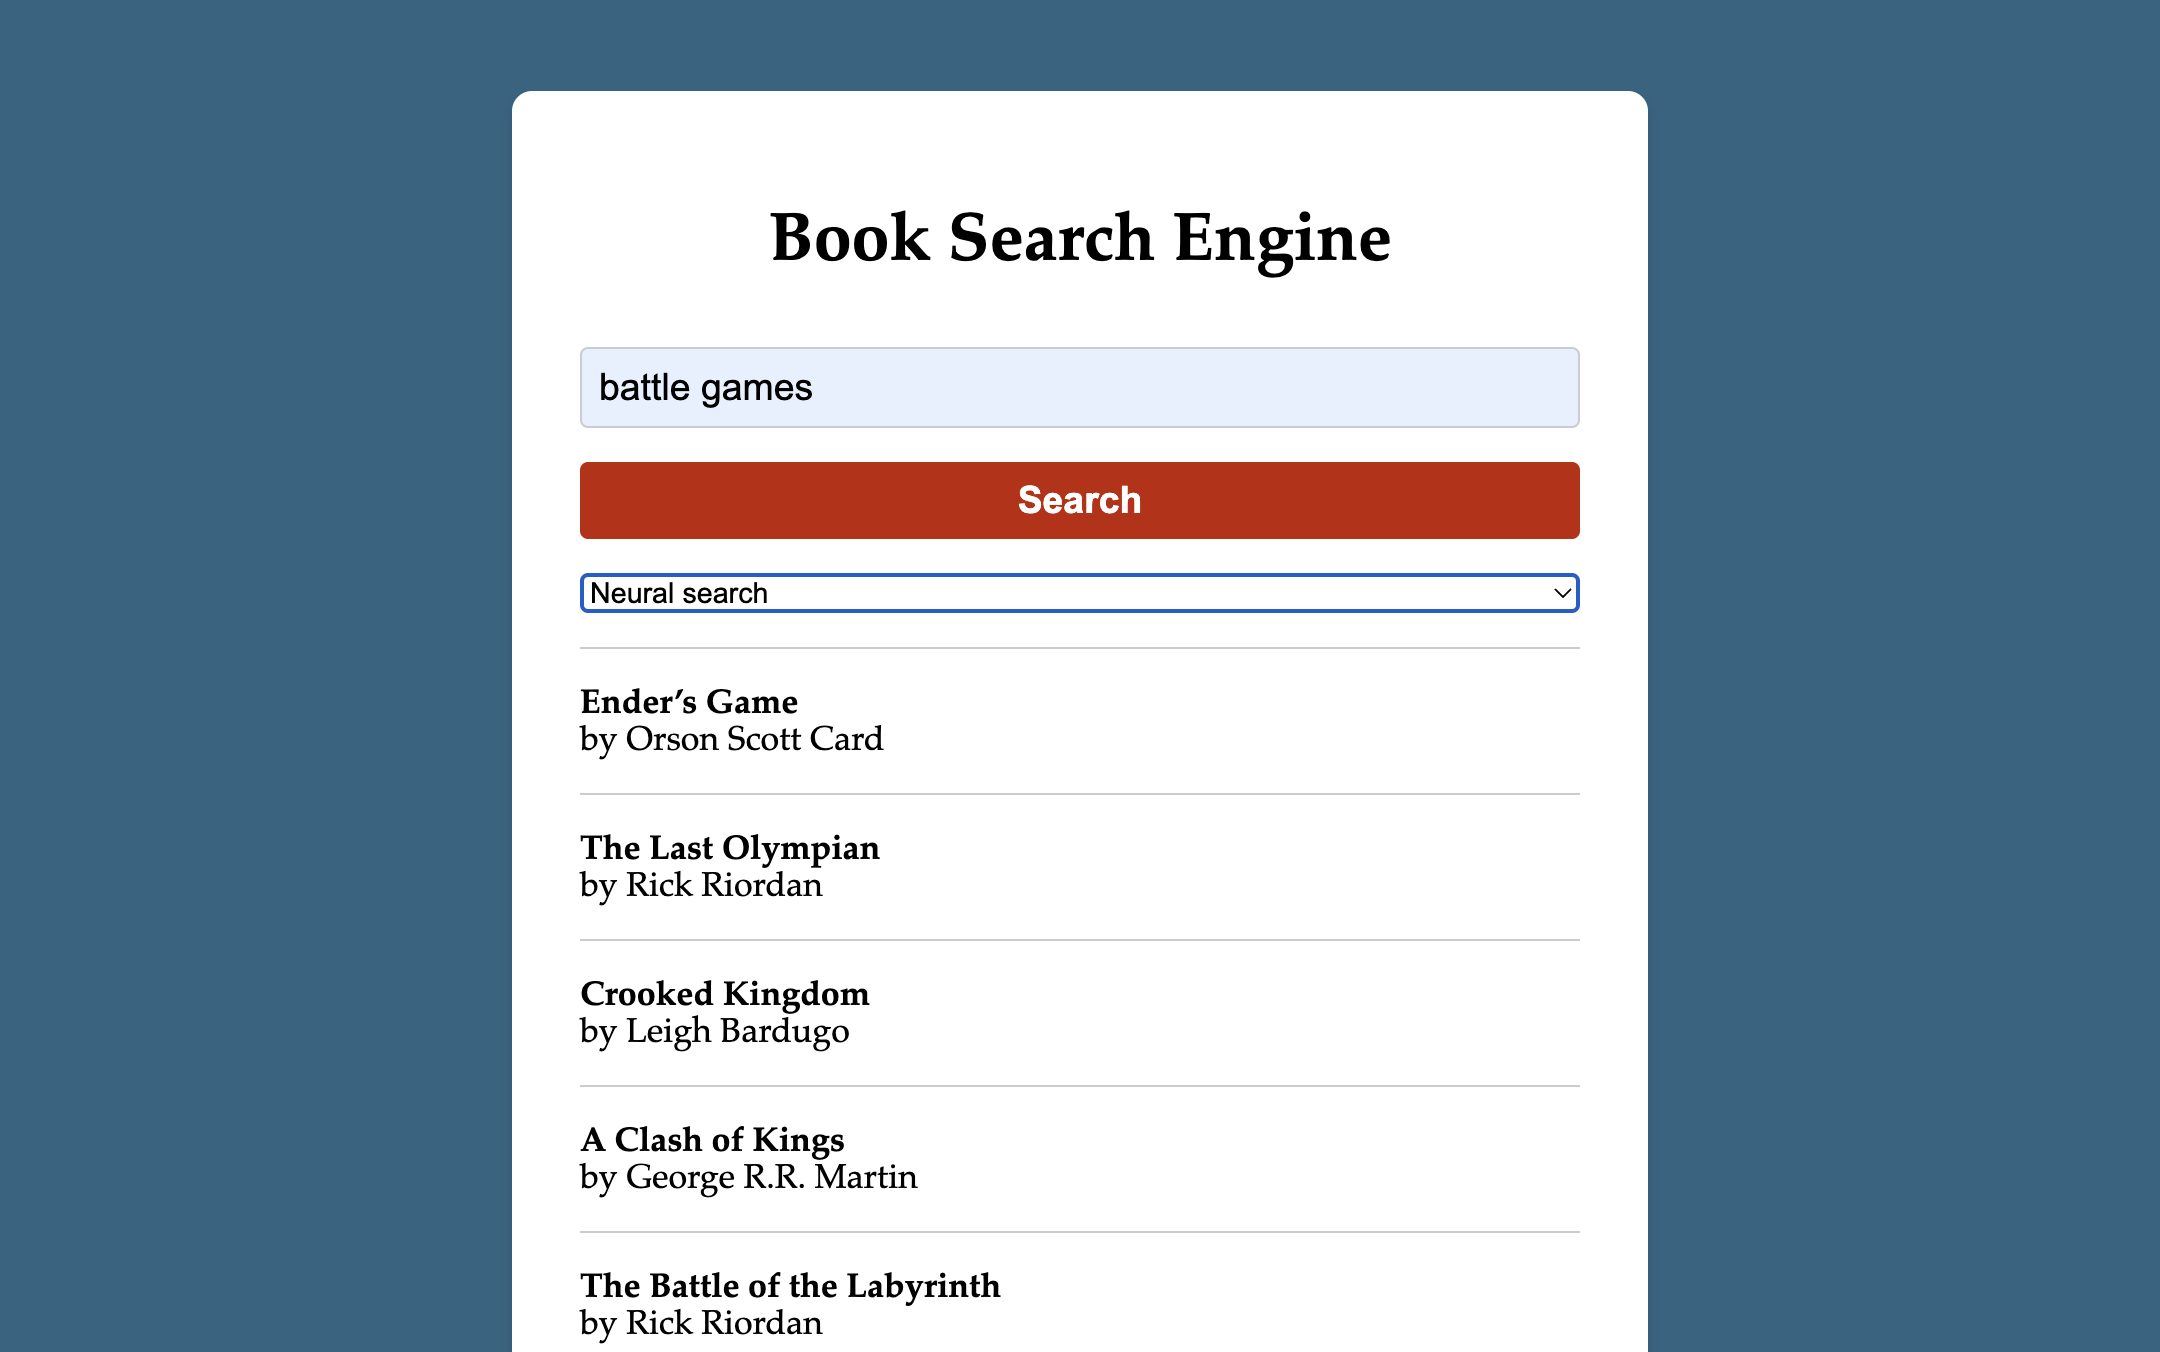 Book Search Engine
battle games
Search
Neural search
Ender’s Game
by Orson Scott Card
The Last Olympian
by Rick Riordan
Crooked Kingdom
by Leigh Bardugo
A Clash of Kings
by George R.R. Martin
The Battle of the Labyrinth
by Rick Riordan